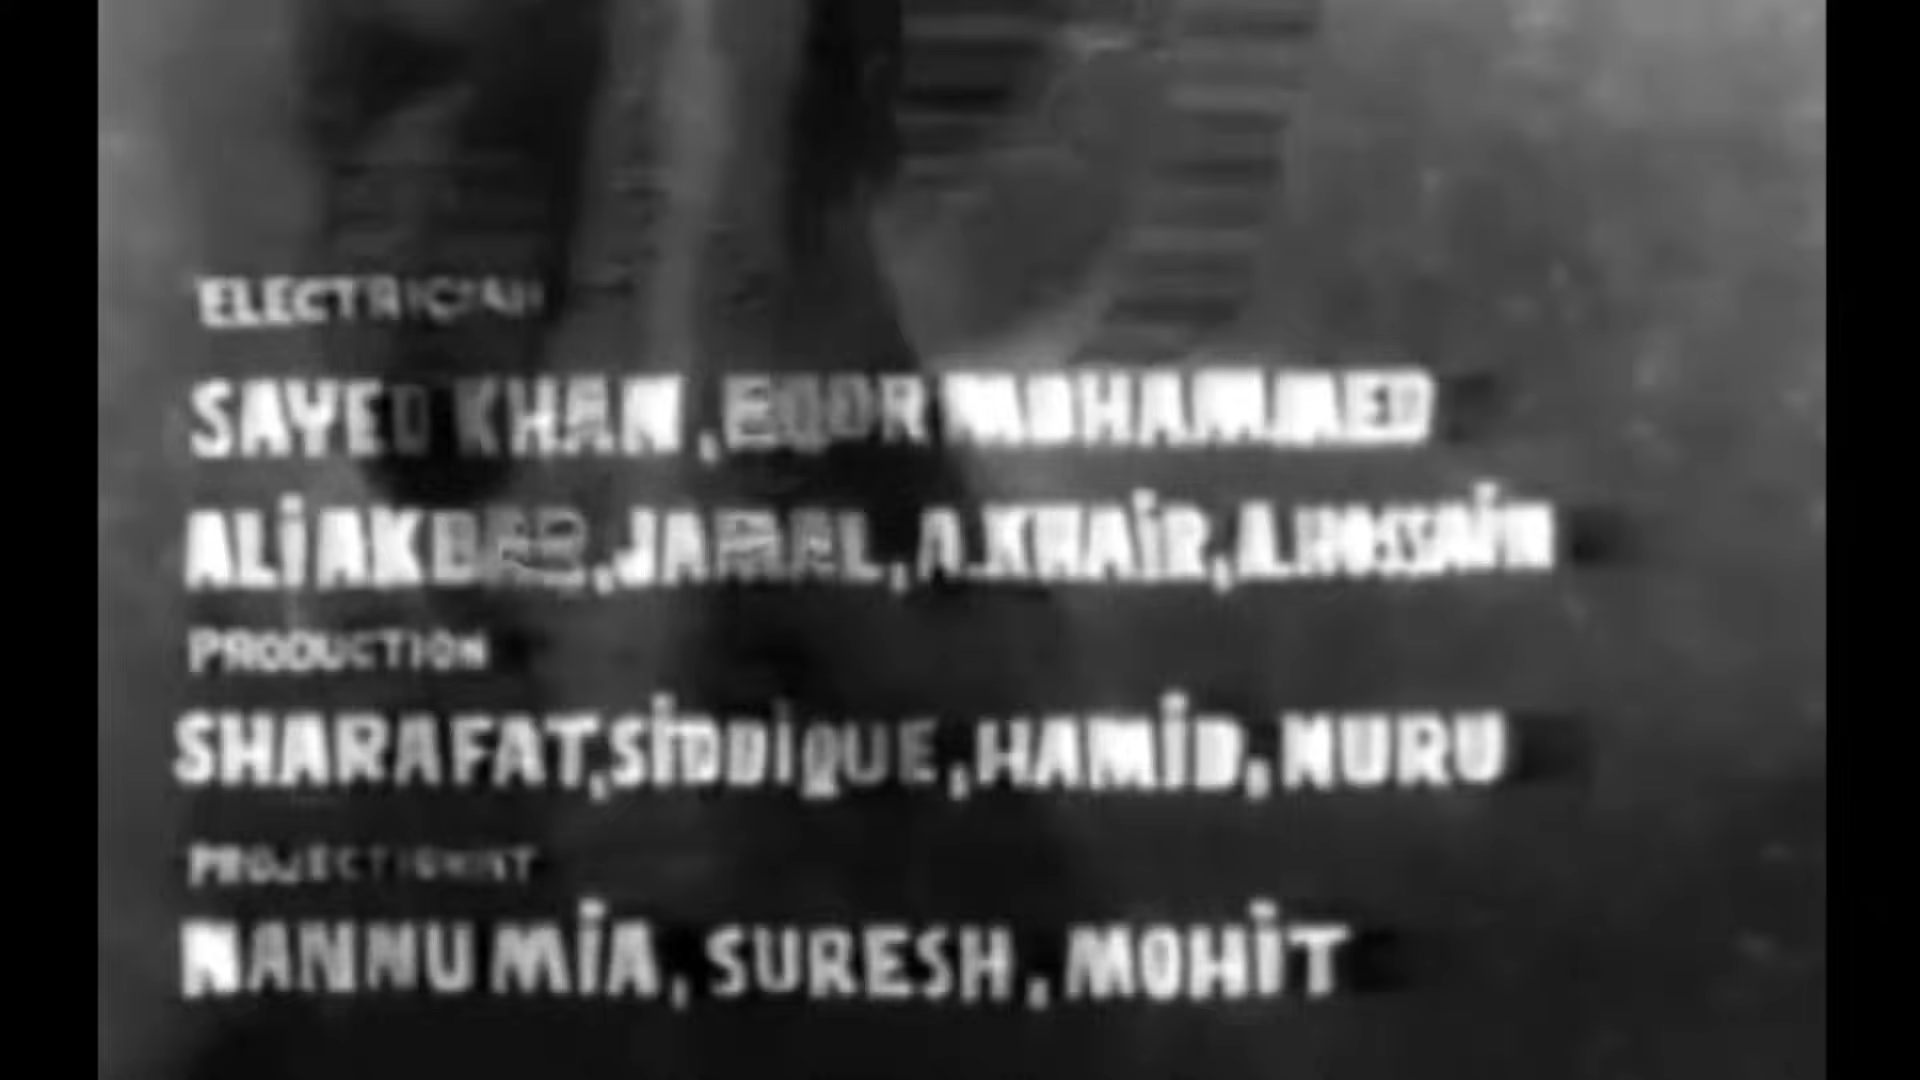 ELECTRICIAN
SAYED KHAN, MOHAMMED
ALi AKBAR, JAMAL, A.KHAiR, A.HOSSAiN
PRODUCTION
SHARAFAT, SiDDiQUE, HAMiD, NURU
PROJECTIONIST
NANNU MiA, SURESH, MOHiT